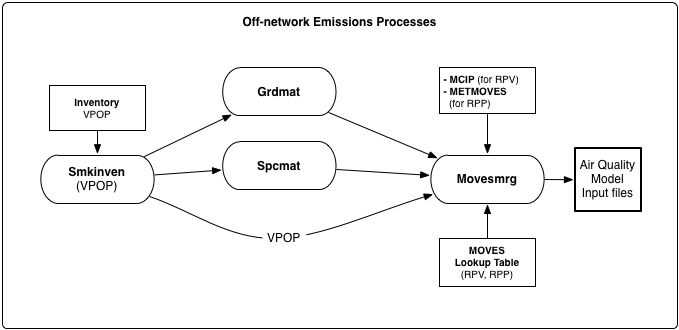 Off-network Emissions Processes
Inventory
VPOP
Smkinven
(VPOP)
Grdmat
Spcmat
VPOP
- MCIP (for RPV)
- METMOVES
(for RPP)
Movesmrg
MOVES
Lookup Table
(RPV, RPP)
Air Quality
Model
Input files